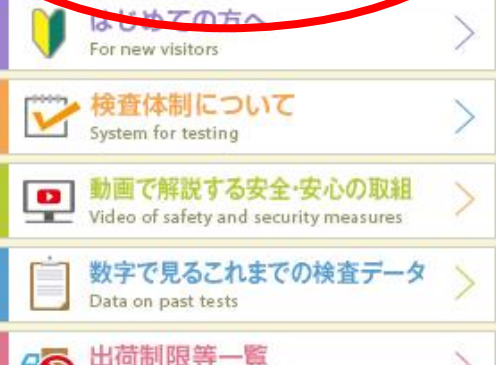 はじめての方へ
For new visitors
検査体制について
System for testing
動画で解説する安全・安心の取組
Video of safety and security measures
数字で見るこれまでの検査データ
Data on past tests
出荷制限等一覧